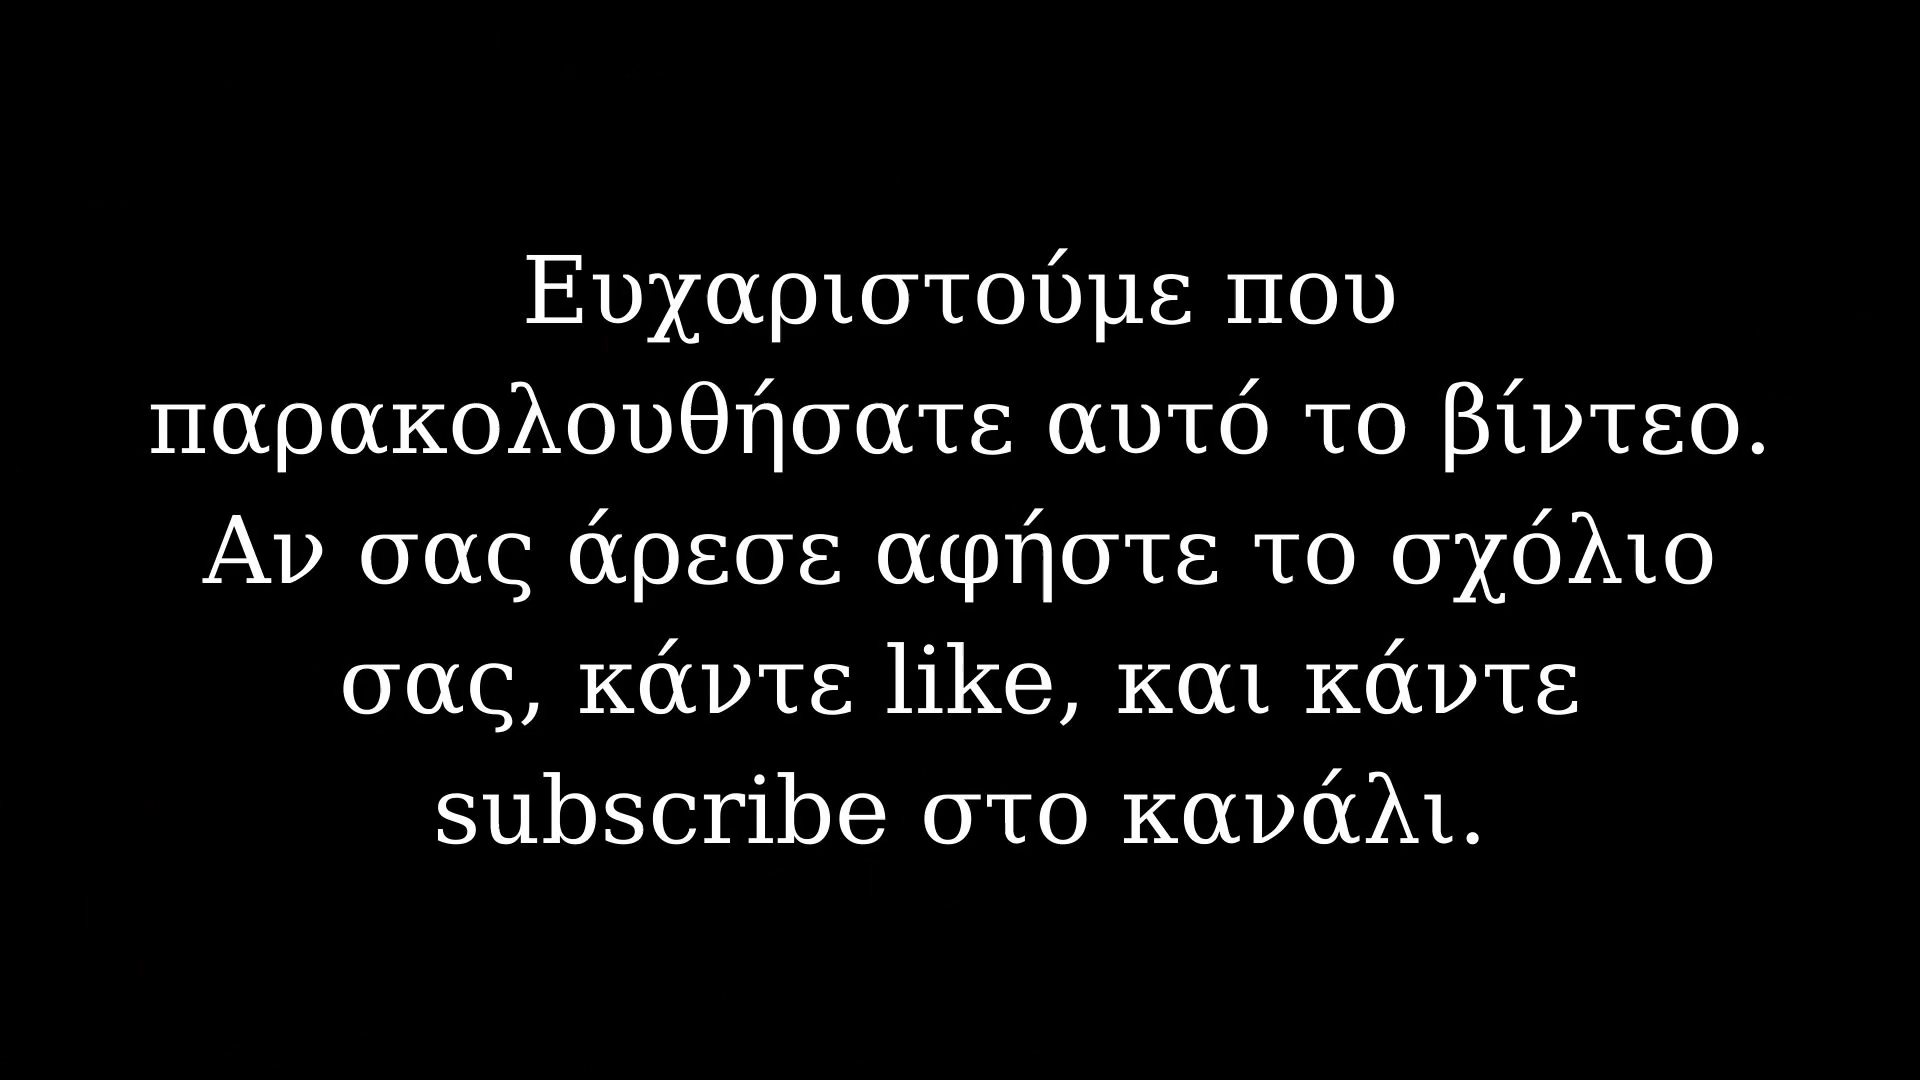 Ευχαριστούμε που
παρακολουθήσατε αυτό το βίντεο.
Αν σας άρεσε αφήστε το σχόλιο
σας, κάντε like, και κάντε
subscribe στο κανάλι.